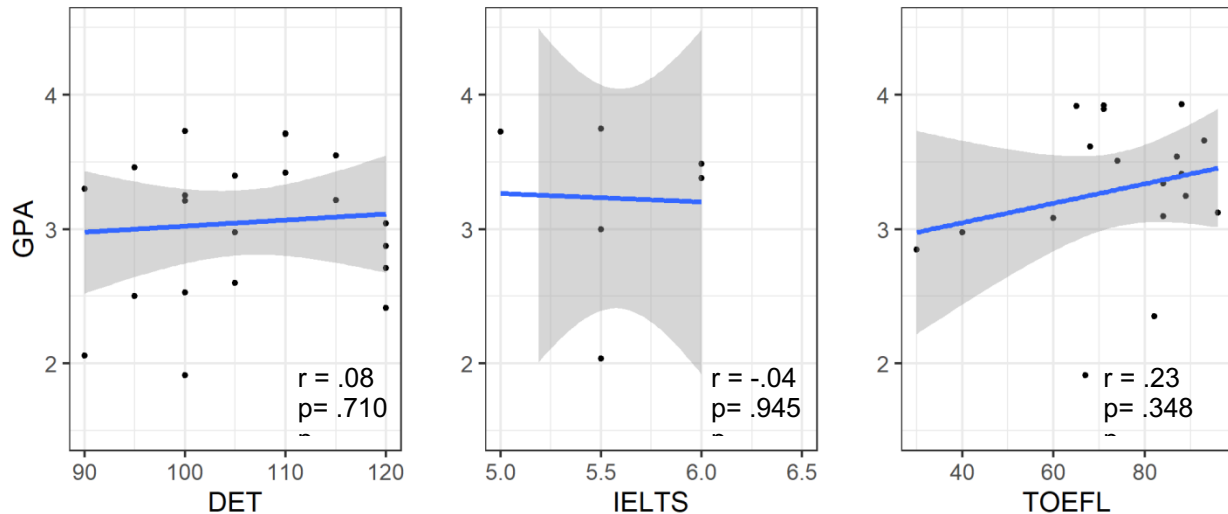 GPA
4
3
2
r = .08
p= .710
90 100 110 120
DET
4
3
2
r = -.04
p= .945
5.0 5.5 6.0 6.5
IELTS
4
3
2
r = .23
p= .348
40 60 80
TOEFL